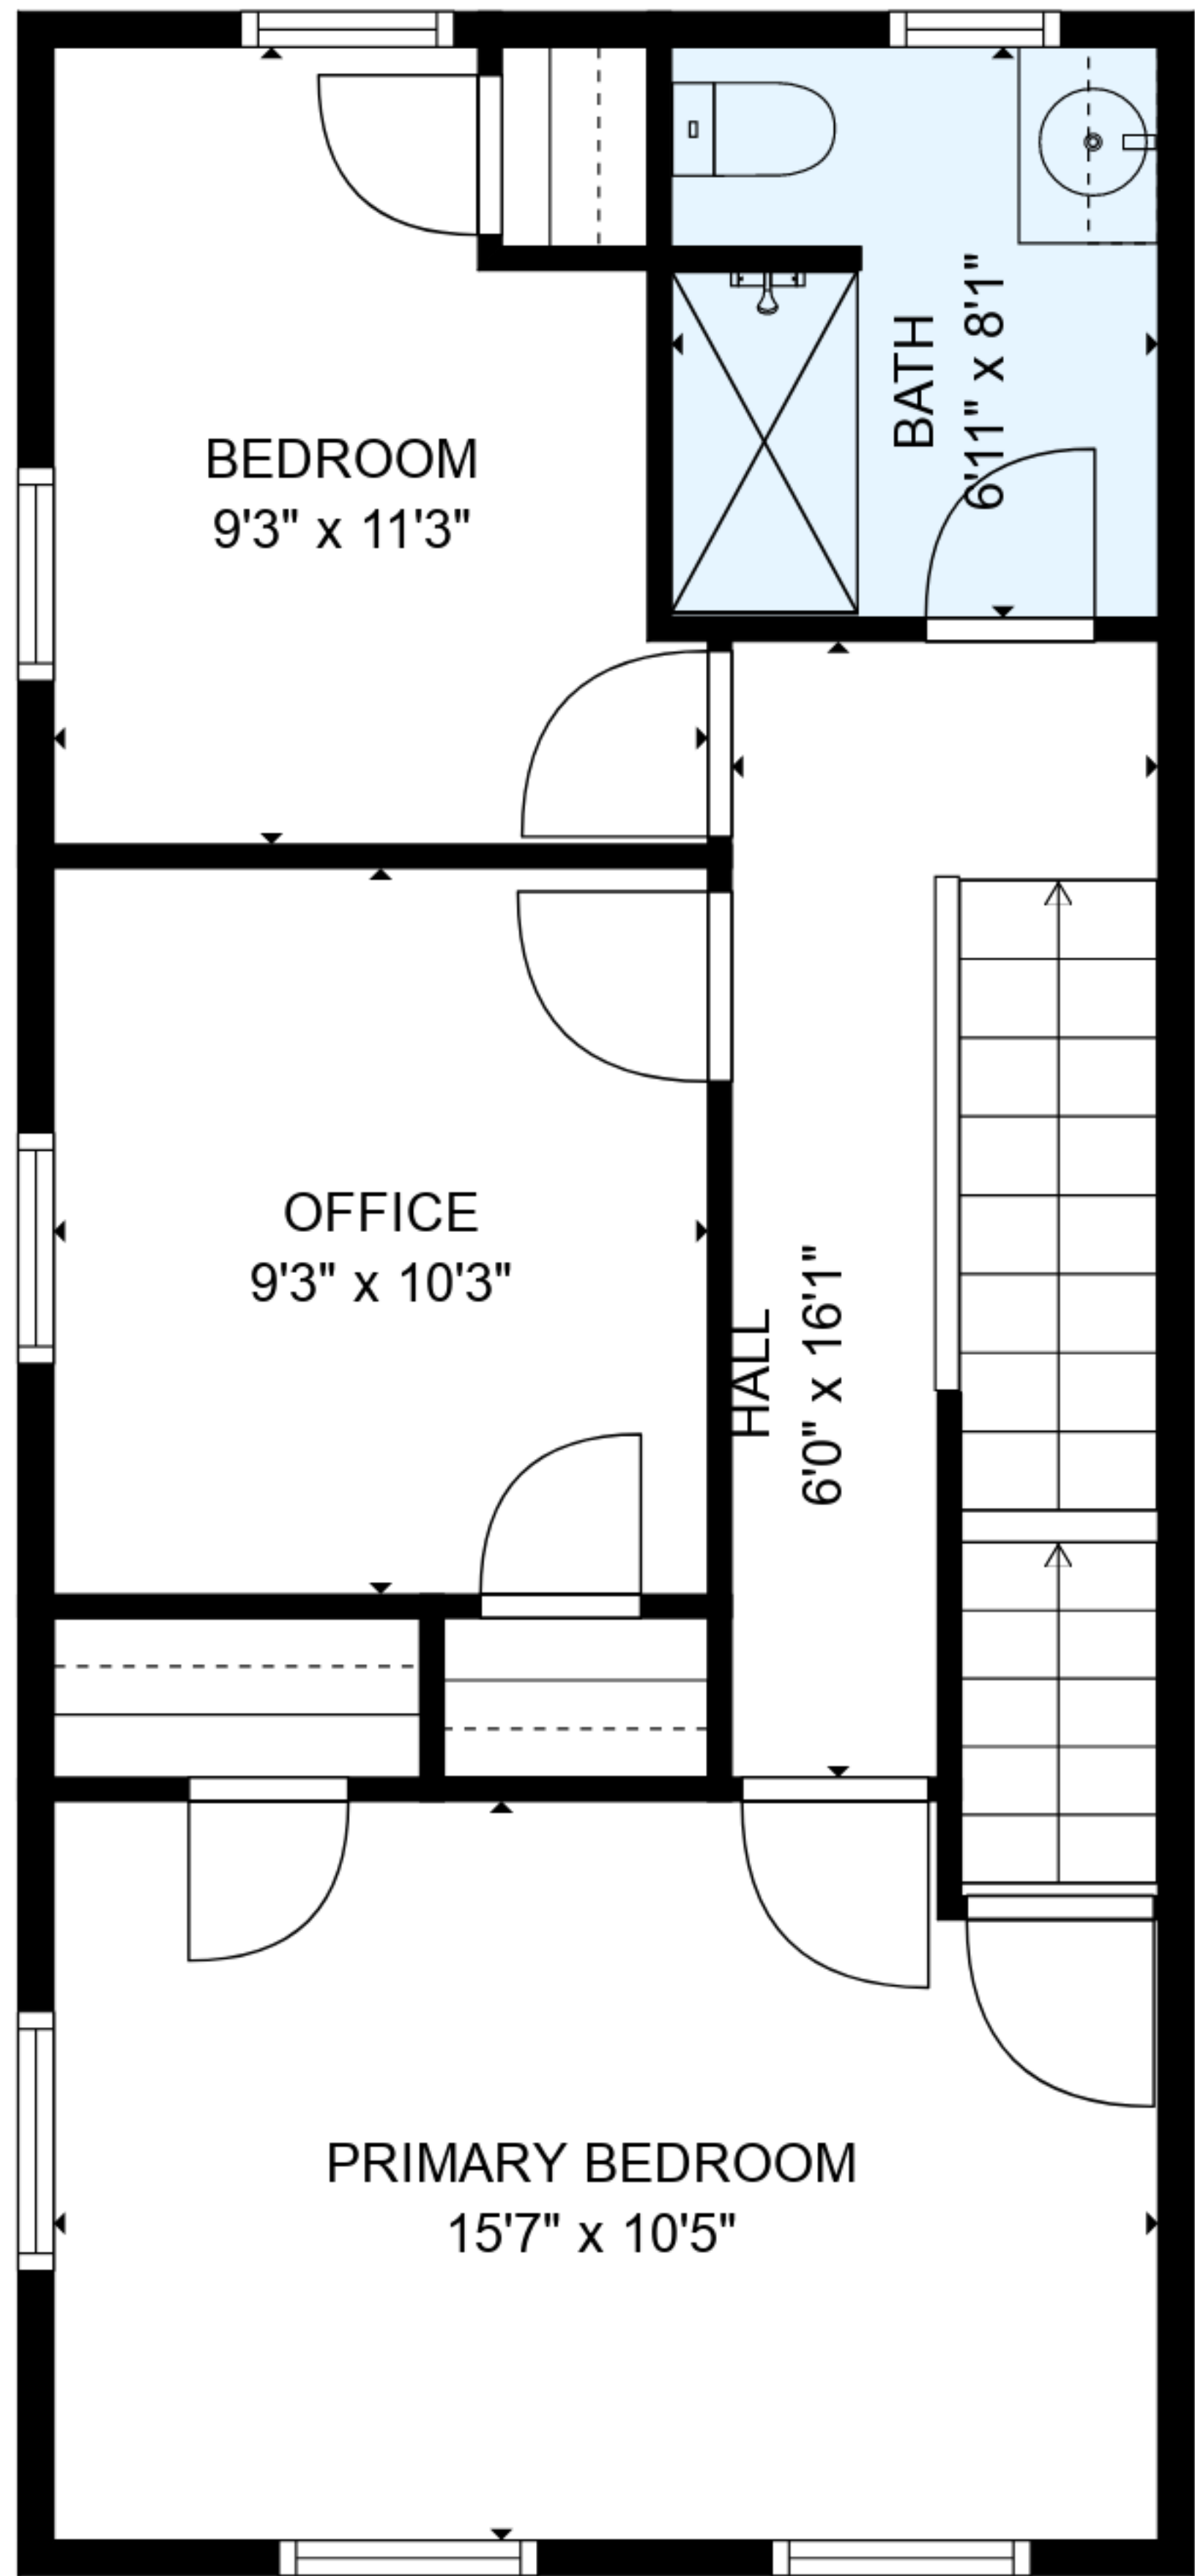 BEDROOM
9'3" x 11'3"
BATH
6'11" x 8'1"
OFFICE
9'3" x 10'3"
HALL
6'0" x 16'1"
PRIMARY BEDROOM
15'7" x 10'5"